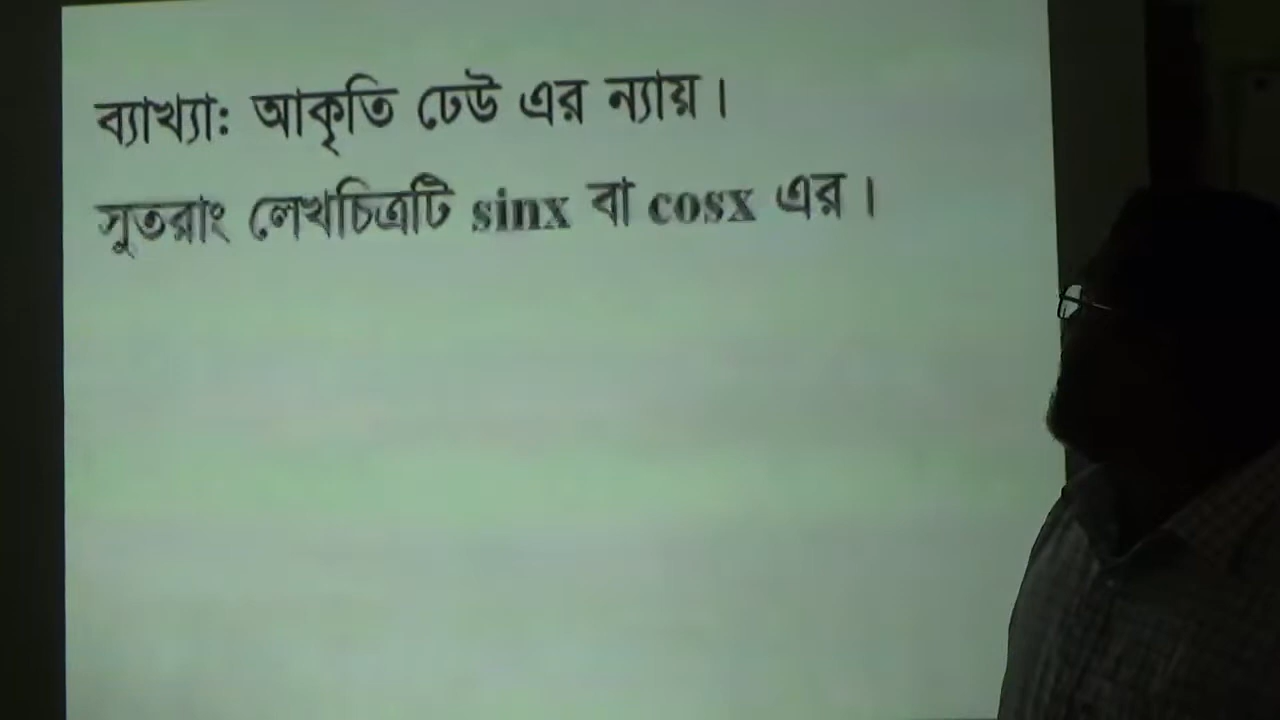 ব্যাখ্যাঃ আকৃতি ঢেউ এর ন্যায়।
সুতরাং লেখচিত্রটি sinx বা cosx এর।